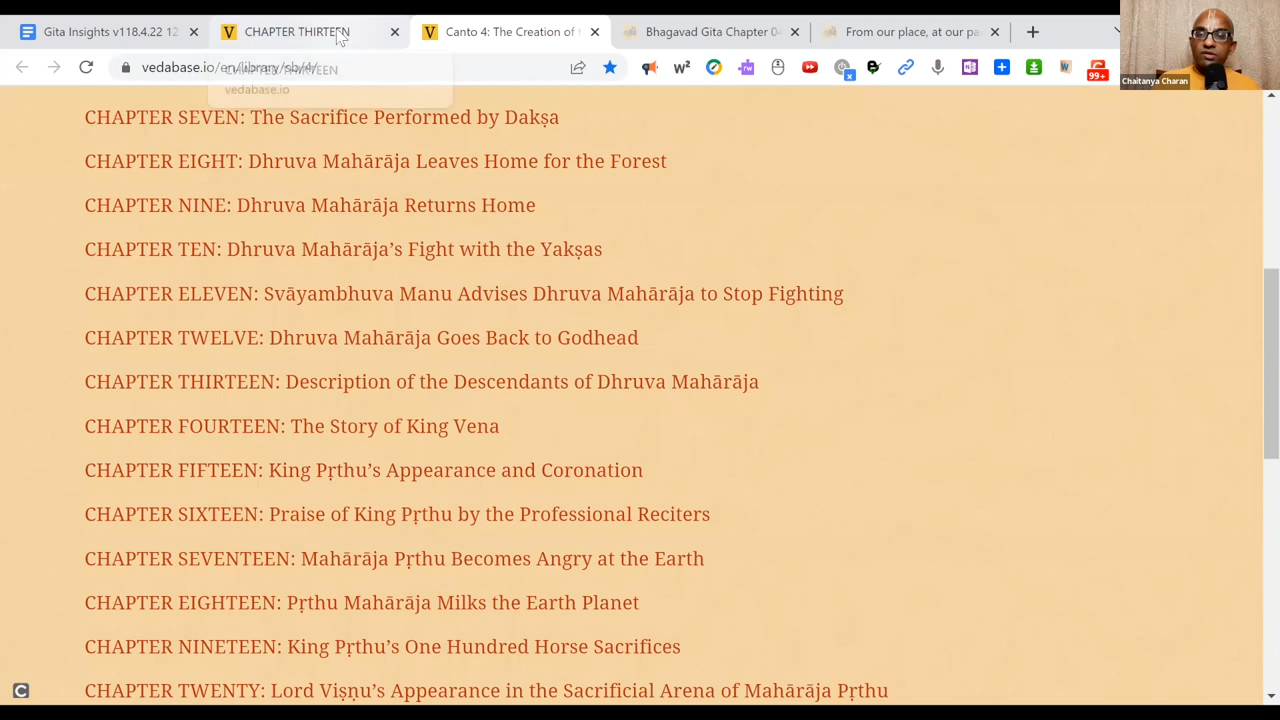 Gita Insights v118.4.22 12
CHAPTER THIRTEEN
Canto 4: The Creation of
Bhagavad Gita Chapter 0
From our place, at our pa
vedabase.io/en/library/sb/4/
CHAPTER THIRTEEN
vedabase.io
99+
Chaitanya Charan
CHAPTER SEVEN: The Sacrifice Performed by Dakṣa
CHAPTER EIGHT: Dhruva Mahārāja Leaves Home for the Forest
CHAPTER NINE: Dhruva Mahārāja Returns Home
CHAPTER TEN: Dhruva Mahārāja’s Fight with the Yakṣas
CHAPTER ELEVEN: Svāyambhuva Manu Advises Dhruva Mahārāja to Stop Fighting
CHAPTER TWELVE: Dhruva Mahārāja Goes Back to Godhead
CHAPTER THIRTEEN: Description of the Descendants of Dhruva Mahārāja
CHAPTER FOURTEEN: The Story of King Vena
CHAPTER FIFTEEN: King Pṛthu’s Appearance and Coronation
CHAPTER SIXTEEN: Praise of King Pṛthu by the Professional Reciters
CHAPTER SEVENTEEN: Mahārāja Pṛthu Becomes Angry at the Earth
CHAPTER EIGHTEEN: Pṛthu Mahārāja Milks the Earth Planet
CHAPTER NINETEEN: King Pṛthu’s One Hundred Horse Sacrifices
CHAPTER TWENTY: Lord Viṣṇu’s Appearance in the Sacrificial Arena of Mahārāja Pṛthu